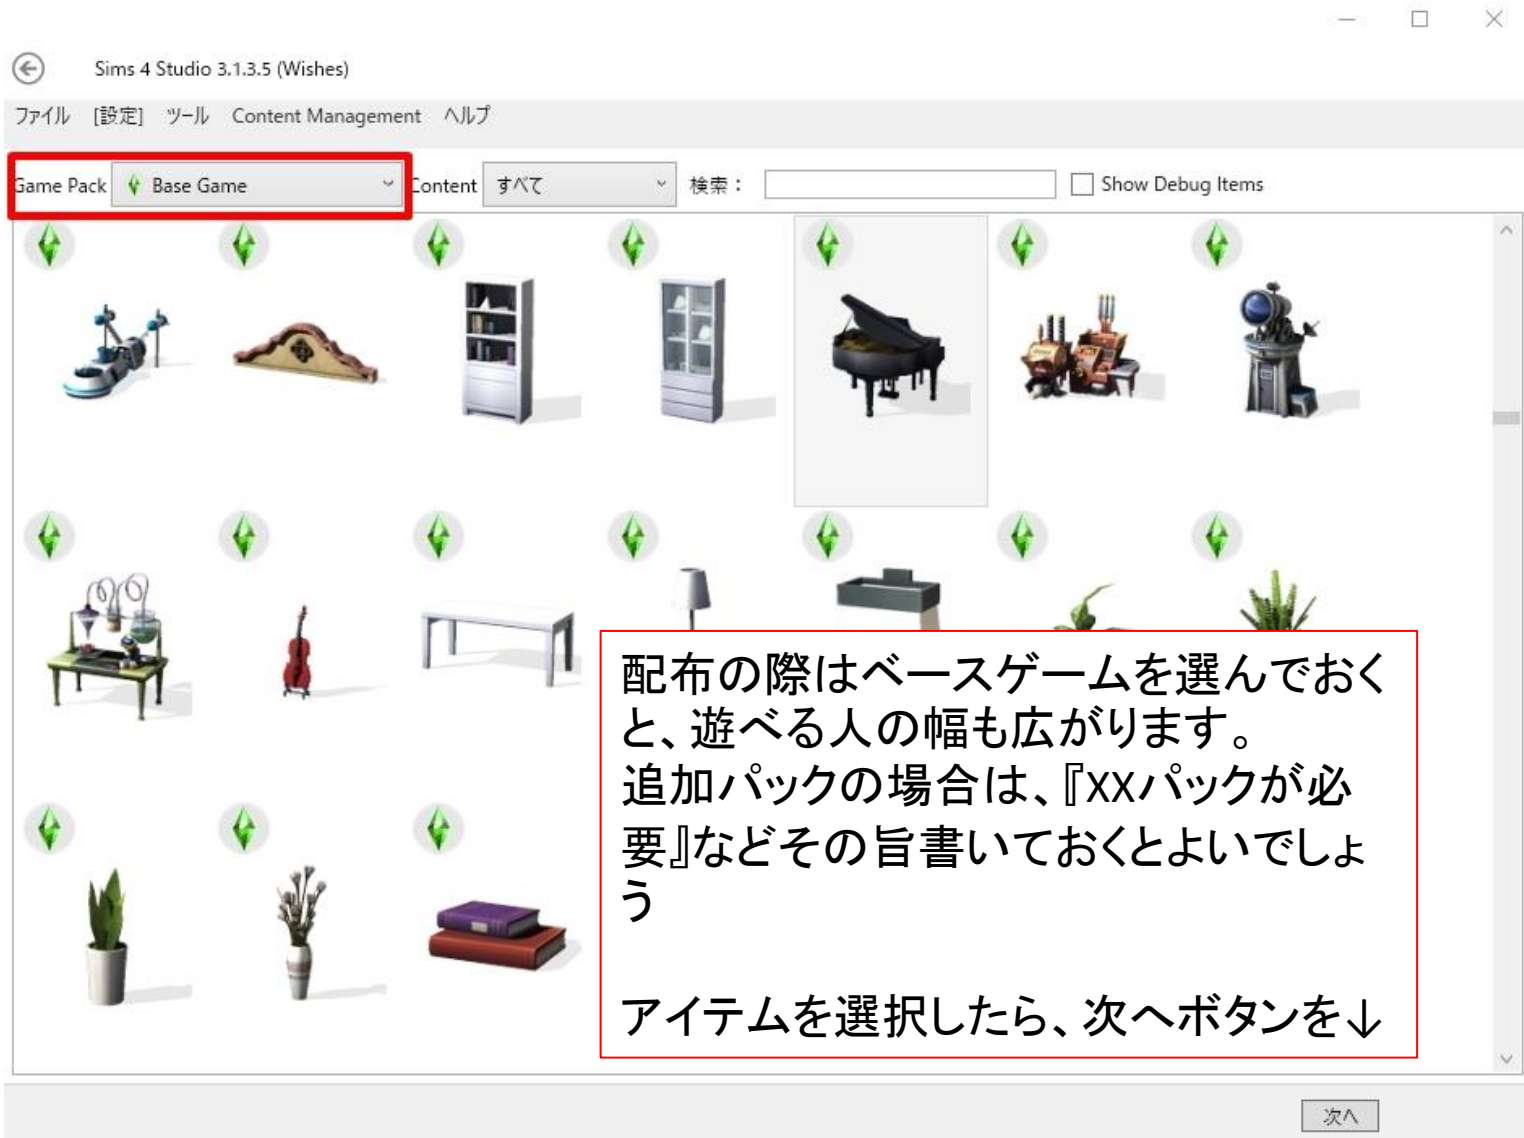 Sims 4 Studio 3.1.3.5 (Wishes)
ファイル [設定] ツール Content Management ヘルプ
Game Pack Base Game Content すべて 検索： Show Debug Items
配布の際はベースゲームを選んでおく
と、遊べる人の幅も広がります。
追加パックの場合は、『XXパックが必
要』などその旨書いておくとよいでしょ
う
アイテムを選択したら、次へボタンを↓
次へ